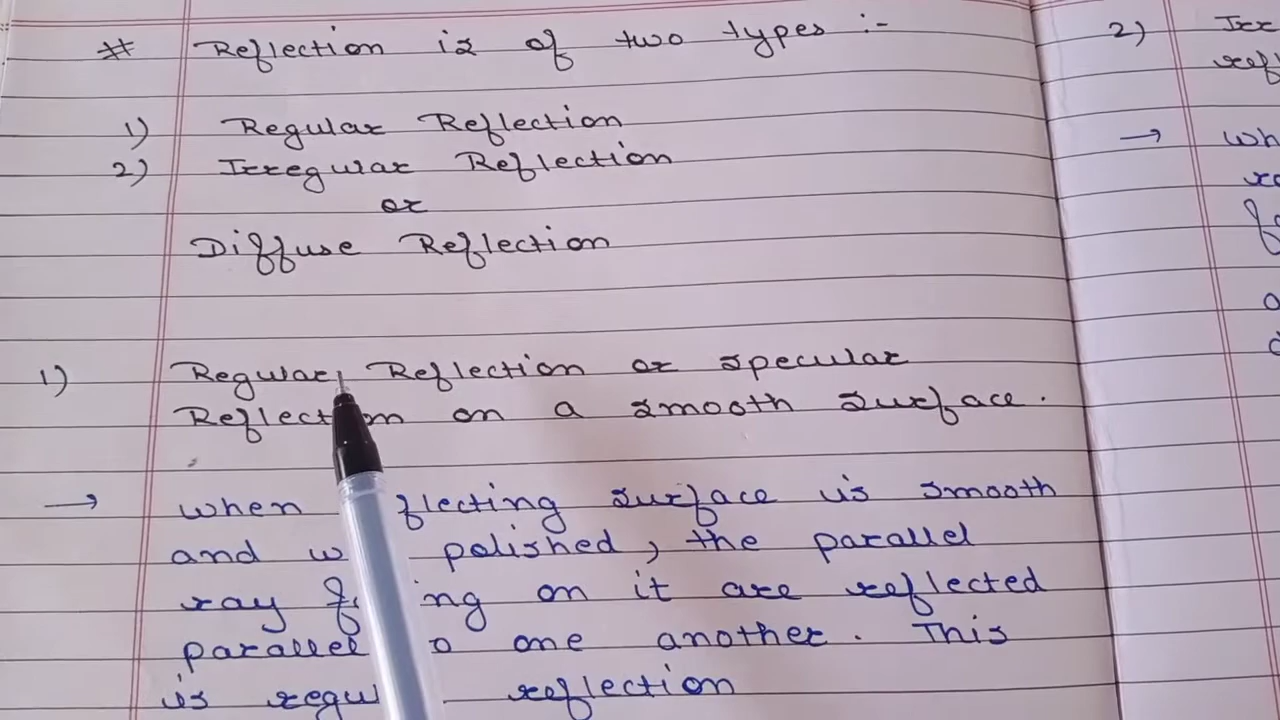 # Reflection is of two types :-
1) Regular Reflection
2) Irregular Reflection
or
Diffuse Reflection
1) Regular Reflection or specular
Reflection on a smooth surface.
→ when flecting surface is smooth
and polished, the parallel
ray on it are reflected
parallel one another. This
is reflection
2)
→